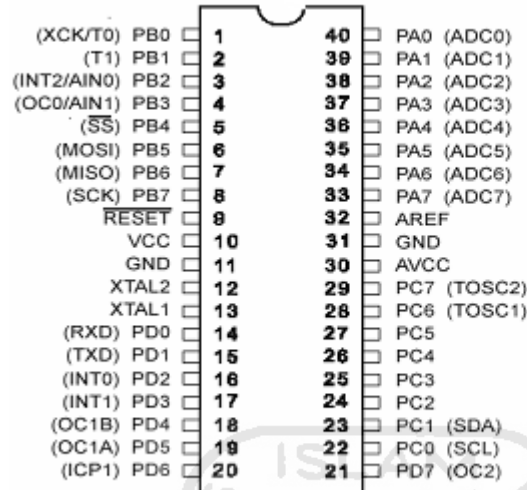 (XCK/T0) PB0 1 40 PA0 (ADC0)
(T1) PB1 2 39 PA1 (ADC1)
(INT2/AIN0) PB2 3 38 PA2 (ADC2)
(OC0/AIN1) PB3 4 37 PA3 (ADC3)
(SS) PB4 5 36 PA4 (ADC4)
(MOSI) PB5 6 35 PA5 (ADC5)
(MISO) PB6 7 34 PA6 (ADC6)
(SCK) PB7 8 33 PA7 (ADC7)
RESET 9 32 AREF
VCC 10 31 GND
GND 11 30 AVCC
XTAL2 12 29 PC7 (TOSC2)
XTAL1 13 28 PC6 (TOSC1)
(RXD) PD0 14 27 PC5
(TXD) PD1 15 26 PC4
(INT0) PD2 16 25 PC3
(INT1) PD3 17 24 PC2
(OC1B) PD4 18 23 PC1 (SDA)
(OC1A) PD5 19 22 PC0 (SCL)
(ICP1) PD6 20 21 PD7 (OC2)
ISLAM